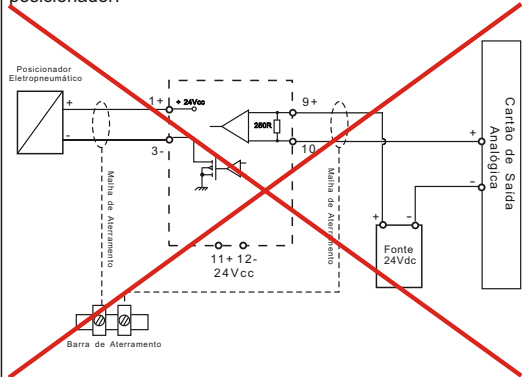 posicionador.
Posicionador
Eletropneumático
+
-
1+
+ 24Vcc
3-
250R
9+
10-
Malha de Aterramento
Malha de Aterramento
11+ 12-
24Vcc
+
-
Fonte
24Vdc
+
-
Cartão de Saída
Analógica
Barra de Aterramento